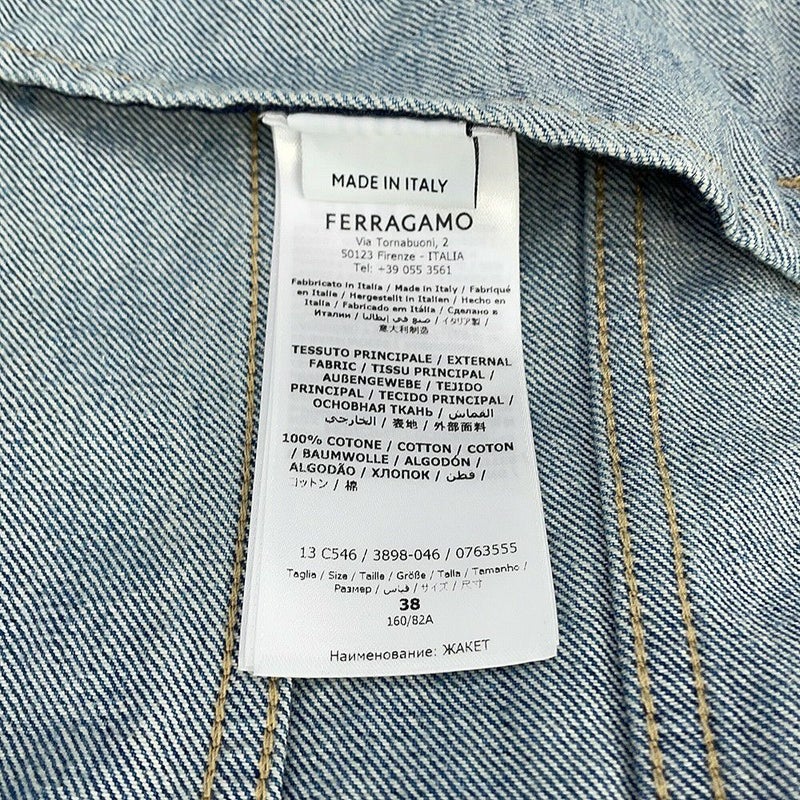 MADE IN ITALY
FERRAGAMO
Via Tornabuoni, 2
50123 Firenze - ITALIA
Tel: +39 055 3561
Fabbricato in Italia / Made in Italy / Fabriqué
en Italie / Hergestellt in Italien / Hecho en
Italia / Fabricado em Itália / Сделано в
Италии / صنع في إيطاليا / イタリア製 /
意大利制造
TESSUTO PRINCIPALE / EXTERNAL
FABRIC / TISSU PRINCIPAL /
AUßENGEWEBE / TEJIDO
PRINCIPAL / TECIDO PRINCIPAL /
ОСНОВНАЯ ТКАНЬ / القماش
الخارجي / 表地 / 外部面料
100% COTONE / COTTON / COTON
/ BAUMWOLLE / ALGODÓN /
ALGODÃO / ХЛОПОК / قطن /
コットン / 棉
13 C546 / 3898-046 / 0763555
Taglia / Size / Taille / Größe / Talla / Tamanho /
Размер / قياس / サイズ / 尺寸
38
160/82A
Наименование: ЖАКЕТ